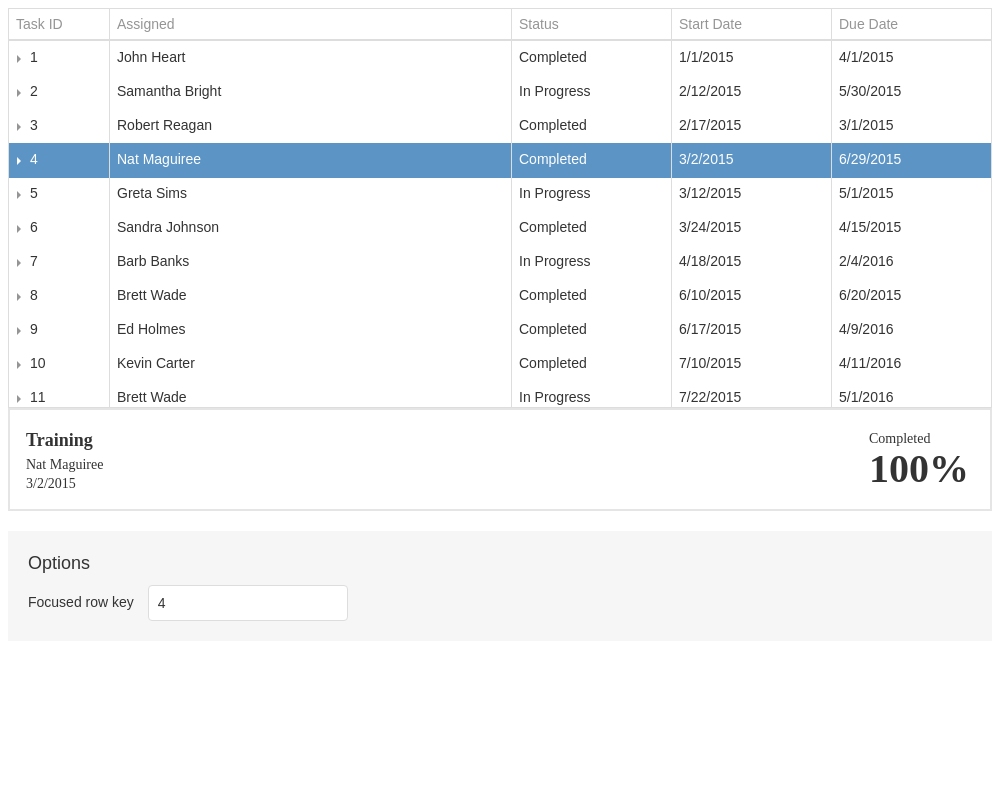 Task ID Assigned Status Start Date Due Date
1 John Heart Completed 1/1/2015 4/1/2015
2 Samantha Bright In Progress 2/12/2015 5/30/2015
3 Robert Reagan Completed 2/17/2015 3/1/2015
4 Nat Maguiree Completed 3/2/2015 6/29/2015
5 Greta Sims In Progress 3/12/2015 5/1/2015
6 Sandra Johnson Completed 3/24/2015 4/15/2015
7 Barb Banks In Progress 4/18/2015 2/4/2016
8 Brett Wade Completed 6/10/2015 6/20/2015
9 Ed Holmes Completed 6/17/2015 4/9/2016
10 Kevin Carter Completed 7/10/2015 4/11/2016
11 Brett Wade In Progress 7/22/2015 5/1/2016
Training
Nat Maguiree
3/2/2015
Completed
100%
Options
Focused row key 4